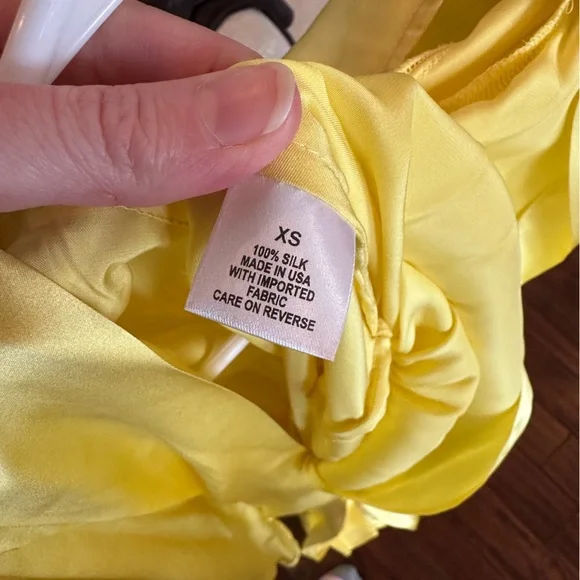 XS
100% SILK
MADE IN USA
WITH IMPORTED
FABRIC
CARE ON REVERSE